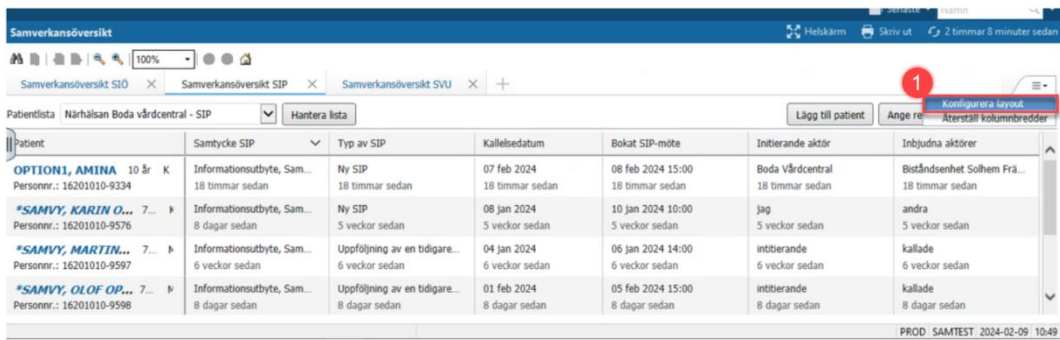 Senaste Namn
Samverkansöversikt Helskärm Skriv ut 2 timmar 8 minuter sedan
100%
Samverkansöversikt SIÖ Samverkansöversikt SIP Samverkansöversikt SVU
1
Patientlista Närhälsan Boda vårdcentral - SIP Hantera lista Lägg till patient Ange re Konfigurera layout
Återställ kolumnbredder
Patient Samtycke SIP Typ av SIP Kallelsedatum Bokat SIP-möte Initierande aktör Inbjudna aktörer
OPTION1, AMINA 10 år K Informationsutbyte, Sam... Ny SIP 07 feb 2024 08 feb 2024 15:00 Boda Vårdcentral Biståndsenhet Solhem Frä...
Personnr.: 16201010-9334 18 timmar sedan 18 timmar sedan 18 timmar sedan 18 timmar sedan 18 timmar sedan 18 timmar sedan
*SAMVY, KARIN O... 7... Informationsutbyte, Sam... Ny SIP 08 jan 2024 10 jan 2024 10:00 jag andra
Personnr.: 16201010-9576 8 dagar sedan 5 veckor sedan 5 veckor sedan 5 veckor sedan 5 veckor sedan 5 veckor sedan
*SAMVY, MARTIN... 7... Informationsutbyte, Sam... Uppföljning av en tidigare... 04 jan 2024 06 jan 2024 14:00 intitierande kallade
Personnr.: 16201010-9597 6 veckor sedan 6 veckor sedan 6 veckor sedan 6 veckor sedan 6 veckor sedan 6 veckor sedan
*SAMVY, OLOF OP... 7... Informationsutbyte, Sam... Uppföljning av en tidigare... 01 feb 2024 05 feb 2024 15:00 intitierande kallade
Personnr.: 16201010-9598 8 dagar sedan 8 dagar sedan 8 dagar sedan 8 dagar sedan 8 dagar sedan 8 dagar sedan
PROD SAMTEST 2024-02-09 10:49